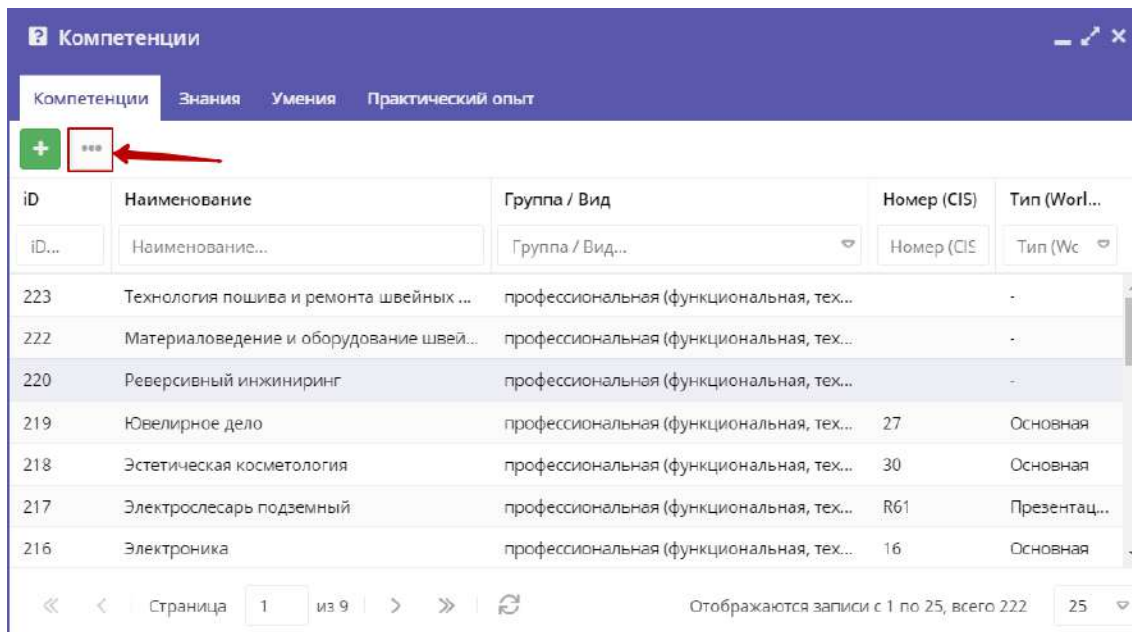 Компетенции
Компетенции Знания Умения Практический опыт
iD Наименование Группа / Вид Номер (CIS) Тип (Worl...
iD... Наименование... Группа / Вид... Номер (CIS Тип (Wc
223 Технология пошива и ремонта швейных ... профессиональная (функциональная, тех... -
222 Материаловедение и оборудование швей... профессиональная (функциональная, тех... -
220 Реверсивный инжиниринг профессиональная (функциональная, тех... -
219 Ювелирное дело профессиональная (функциональная, тех... 27 Основная
218 Эстетическая косметология профессиональная (функциональная, тех... 30 Основная
217 Электрослесарь подземный профессиональная (функциональная, тех... R61 Презентац...
216 Электроника профессиональная (функциональная, тех... 16 Основная
Страница 1 из 9 Отображаются записи с 1 по 25, всего 222 25